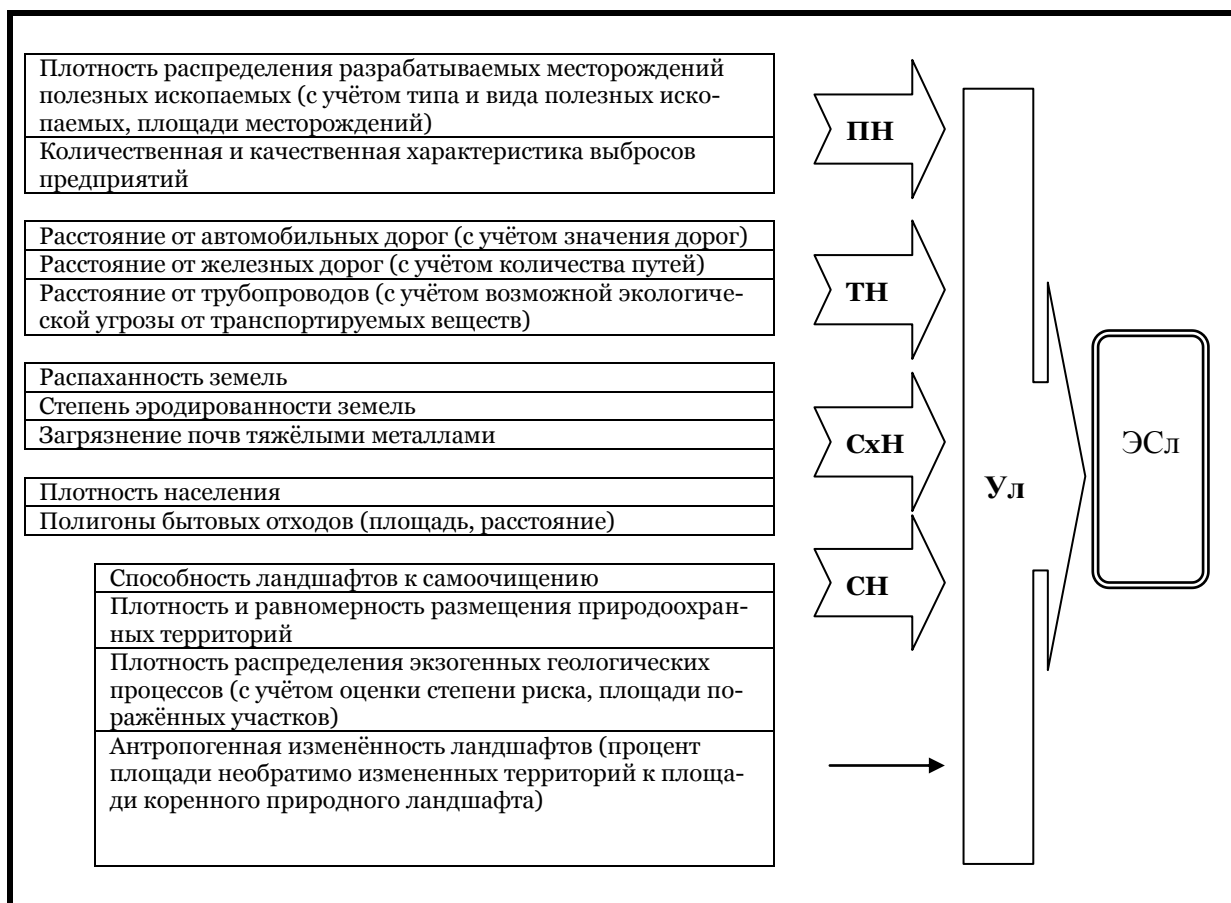 Плотность распределения разрабатываемых месторождений
полезных ископаемых (с учётом типа и вида полезных иско-
паемых, площади месторождений)
Количественная и качественная характеристика выбросов
предприятий
ПН
Расстояние от автомобильных дорог (с учётом значения дорог)
Расстояние от железных дорог (с учётом количества путей)
Расстояние от трубопроводов (с учётом возможной экологиче-
ской угрозы от транспортируемых веществ)
ТН
Распаханность земель
Степень эродированности земель
Загрязнение почв тяжёлыми металлами
СхН
Плотность населения
Полигоны бытовых отходов (площадь, расстояние)
СН
Способность ландшафтов к самоочищению
Плотность и равномерность размещения природоохран-
ных территорий
Плотность распределения экзогенных геологических
процессов (с учётом оценки степени риска, площади по-
ражённых участков)
Антропогенная изменённость ландшафтов (процент
площади необратимо измененных территорий к площа-
ди коренного природного ландшафта)
Ул
ЭСл